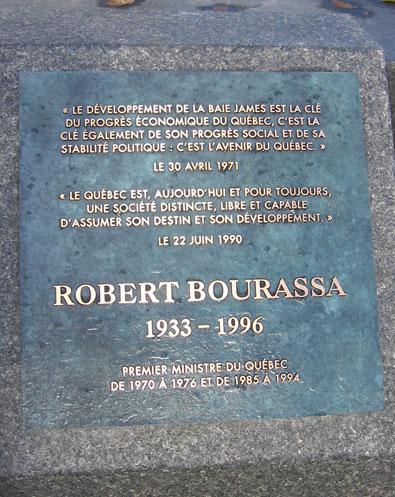 « LE DÉVELOPPEMENT DE LA BAIE JAMES EST LA CLÉ
DU PROGRÈS ÉCONOMIQUE DU QUÉBEC, C'EST LA
CLÉ ÉGALEMENT DE SON PROGRÈS SOCIAL ET DE SA
STABILITÉ POLITIQUE : C'EST L'AVENIR DU QUÉBEC. »
LE 30 AVRIL 1971
« LE QUÉBEC EST, AUJOURD'HUI ET POUR TOUJOURS,
UNE SOCIÉTÉ DISTINCTE, LIBRE ET CAPABLE
D'ASSUMER SON DESTIN ET SON DÉVELOPPEMENT. »
LE 22 JUIN 1990
ROBERT BOURASSA
1933 – 1996
PREMIER MINISTRE DU QUÉBEC
DE 1970 À 1976 ET DE 1985 À 1994